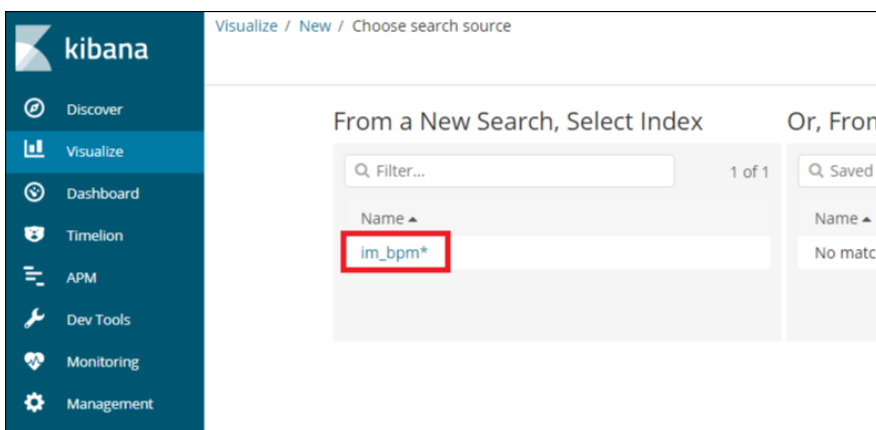 kibana
Discover
Visualize
Dashboard
Timelion
APM
Dev Tools
Monitoring
Management
Visualize / New / Choose search source
From a New Search, Select Index
Filter...
1 of 1
Name
im_bpm*
Or, From
Saved
Name
No matc